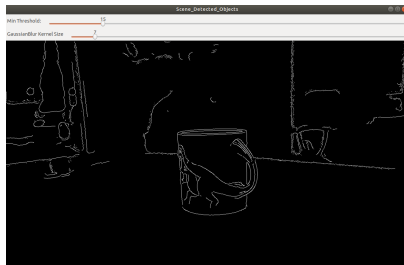 Scene_Detected_Objects
Min Threshold: 15
GaussianBlur Kernel Size 7